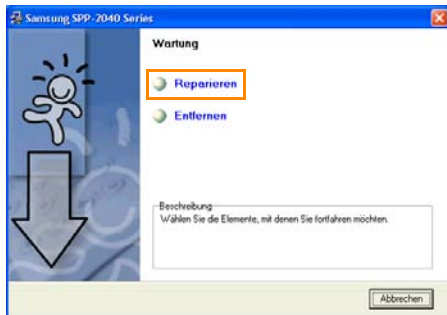 Samsung SPP-2040 Series
Wartung
Reparieren
Entfernen
Beschreibung
Wählen Sie die Elemente, mit denen Sie fortfahren möchten.
Abbrechen